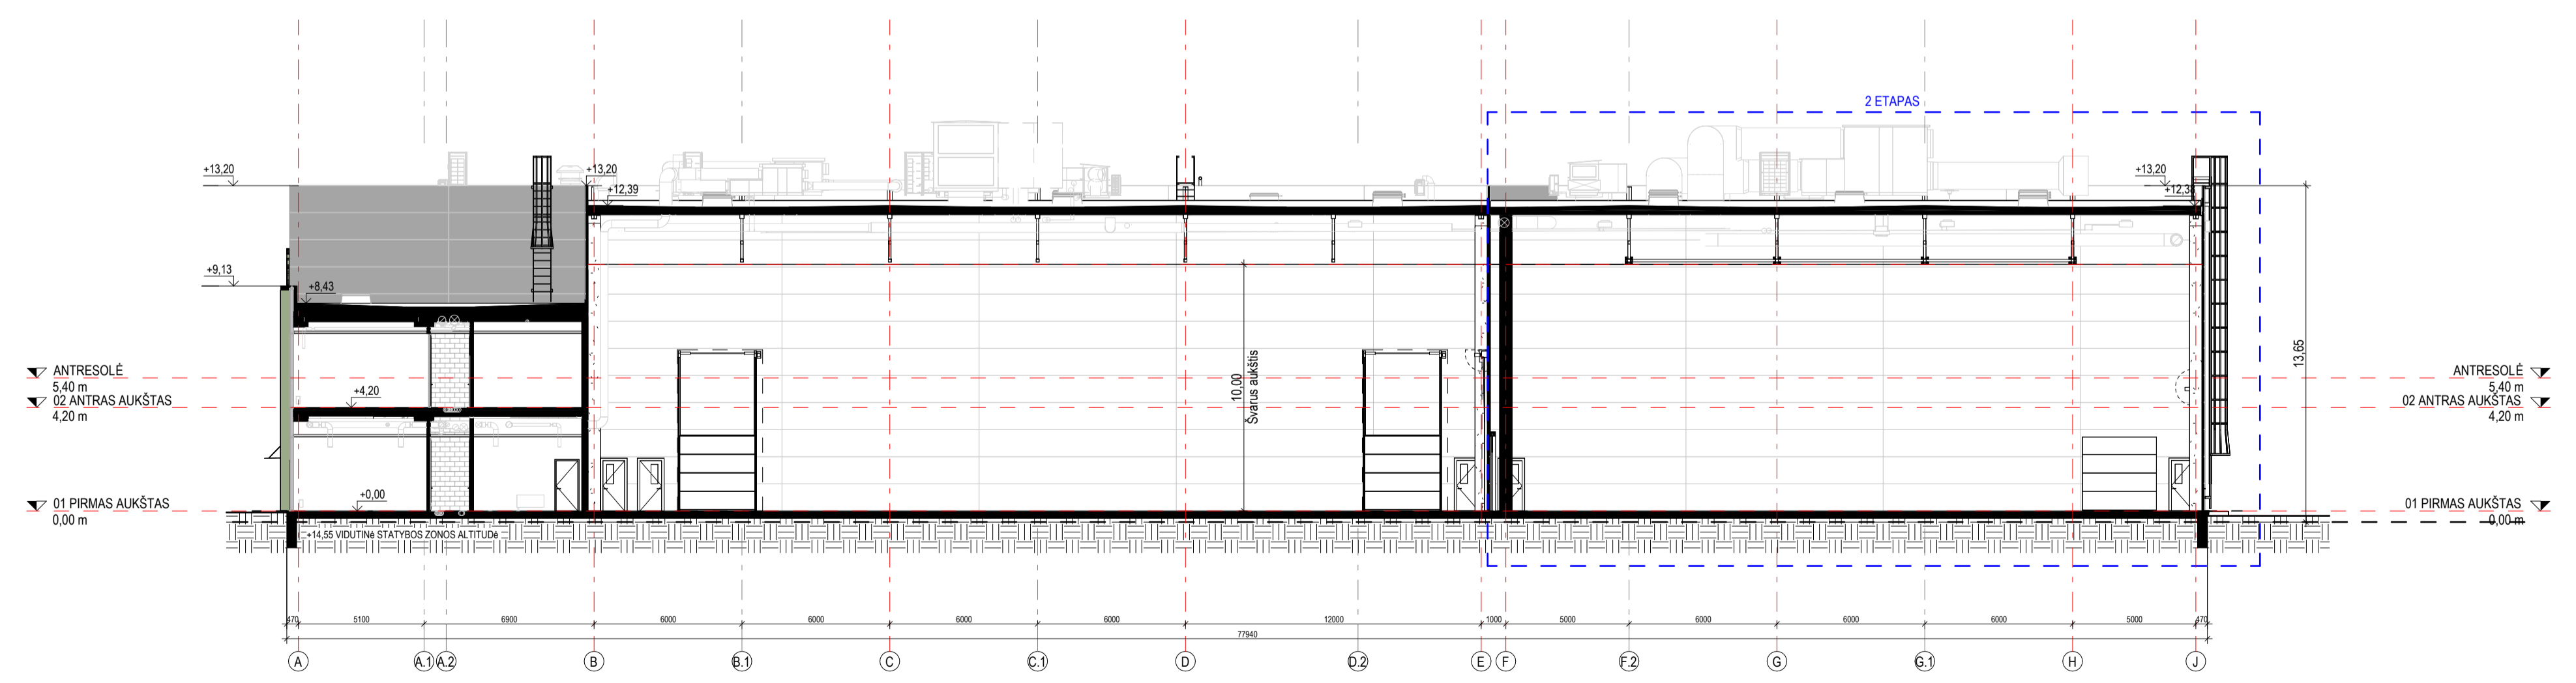 2 ETAPAS
+13,20
+13,20
+12,39
+13,20
+12,38
+9,13
+8,43
13,65
10,00
Švarus aukštis
ANTRESOLĖ
5,40 m
02 ANTRAS AUKŠTAS
4,20 m
+4,20
ANTRESOLĖ
5,40 m
02 ANTRAS AUKŠTAS
4,20 m
01 PIRMAS AUKŠTAS
0,00 m
+0,00
01 PIRMAS AUKŠTAS
0,00 m
+14,55 VIDUTINė STATYBOS ZONOS ALTITUDė
470 5100 6900 6000 6000 6000 6000 12000 1000 5000 6000 6000 6000 5000 470
77940
A A.1 A.2 B B.1 C C.1 D D.2 E F F.2 G G.1 H J